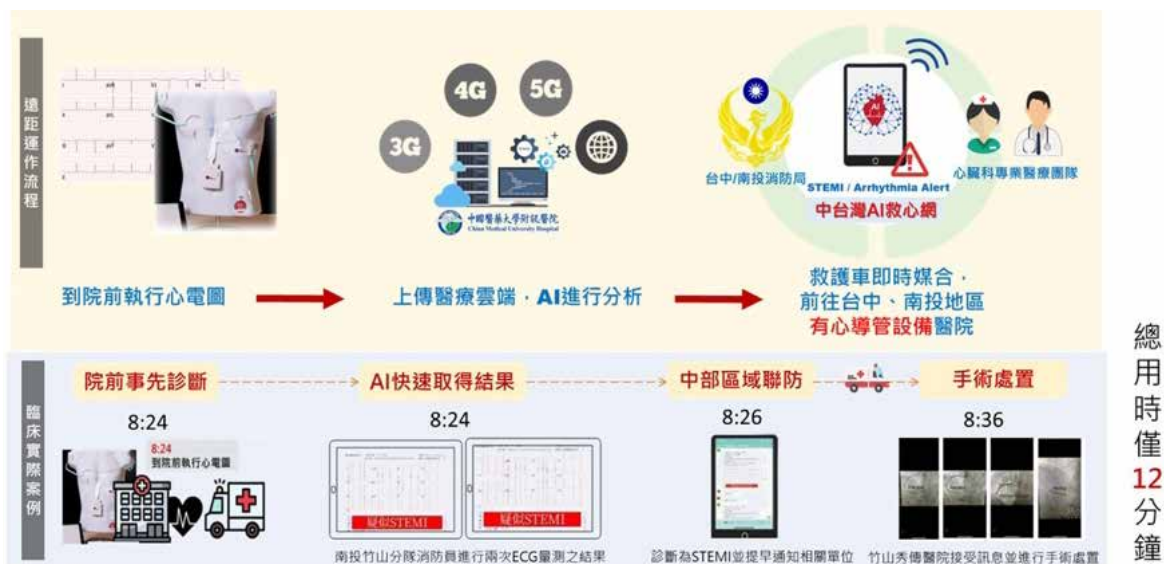 遠距運作流程
3G
4G
5G
中國醫藥大學附設醫院
China Medical University Hospital
台中/南投消防局
AI
STEMI / Arrhythmia Alert
中台灣AI救心網
心臟科專業醫療團隊
到院前執行心電圖
上傳醫療雲端，AI進行分析
救護車即時媒合，
前往台中、南投地區
有心導管設備醫院
臨床實際案例
院前事先診斷
AI快速取得結果
中部區域聯防
手術處置
8:24
8:24
8:26
8:36
8:24
到院前執行心電圖
疑似STEMI
疑似STEMI
南投竹山分隊消防員進行兩次ECG量測之結果
診斷為STEMI並提早通知相關單位
竹山秀傳醫院接受訊息並進行手術處置
總用時僅12分鐘